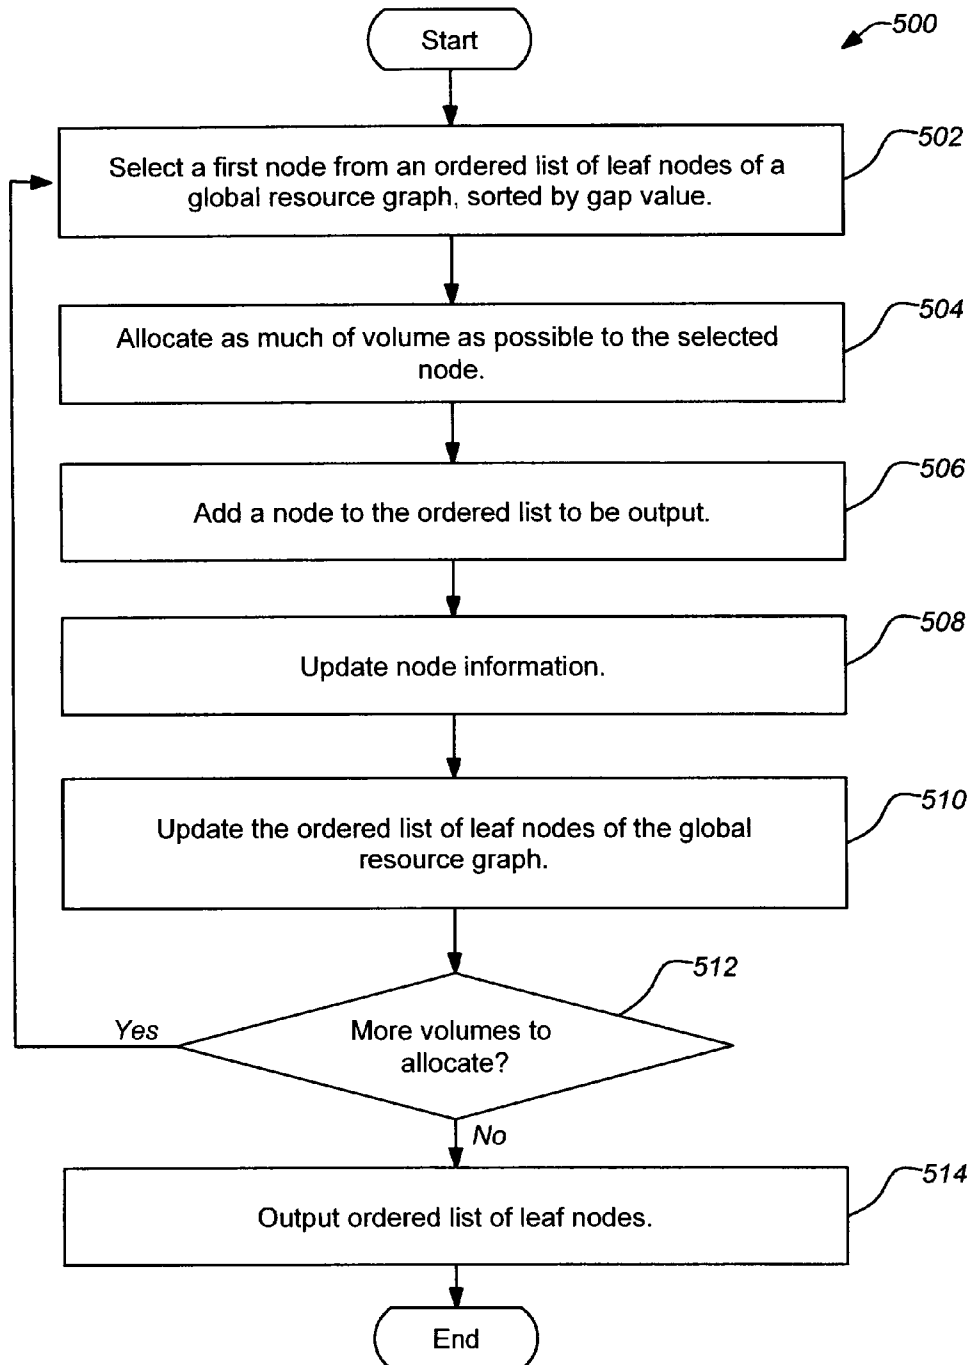 Start
500
502
Select a first node from an ordered list of leaf nodes of a
global resource graph, sorted by gap value.
504
Allocate as much of volume as possible to the selected
node.
506
Add a node to the ordered list to be output.
508
Update node information.
510
Update the ordered list of leaf nodes of the global
resource graph.
512
Yes
More volumes to
allocate?
No
514
Output ordered list of leaf nodes.
End